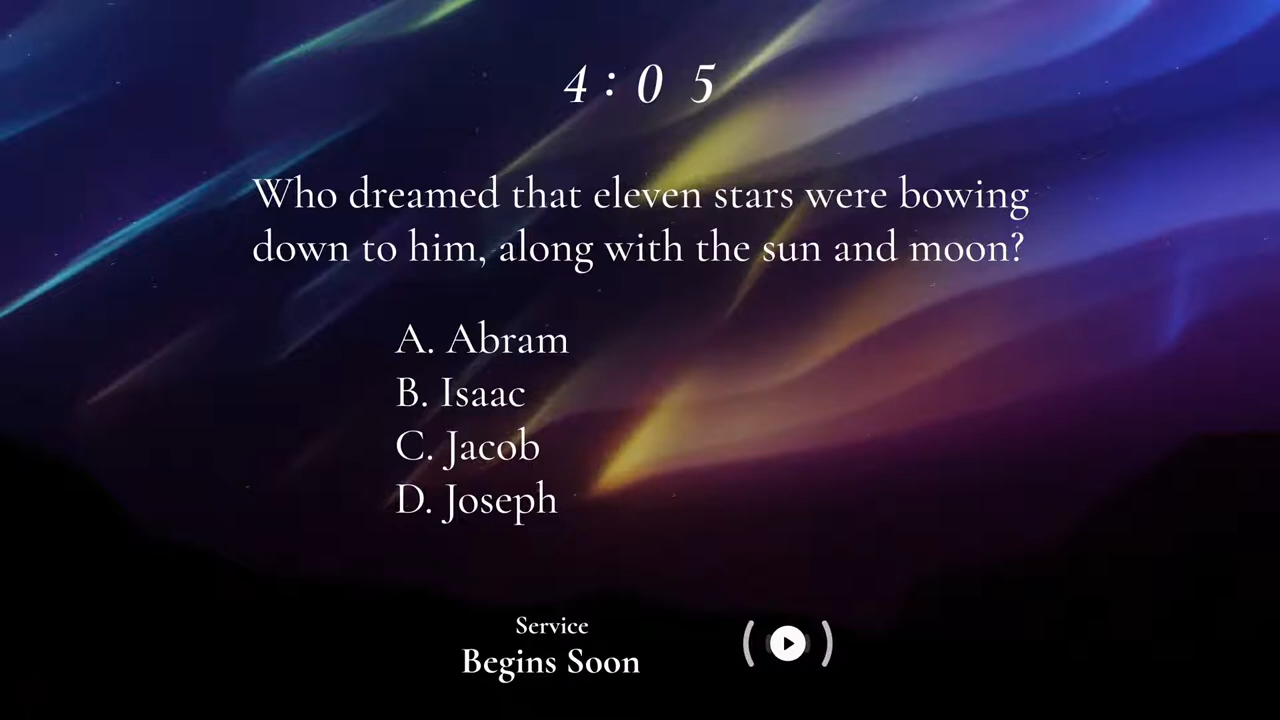 4:05
Who dreamed that eleven stars were bowing
down to him, along with the sun and moon?
A. Abram
B. Isaac
C. Jacob
D. Joseph
Service
Begins Soon